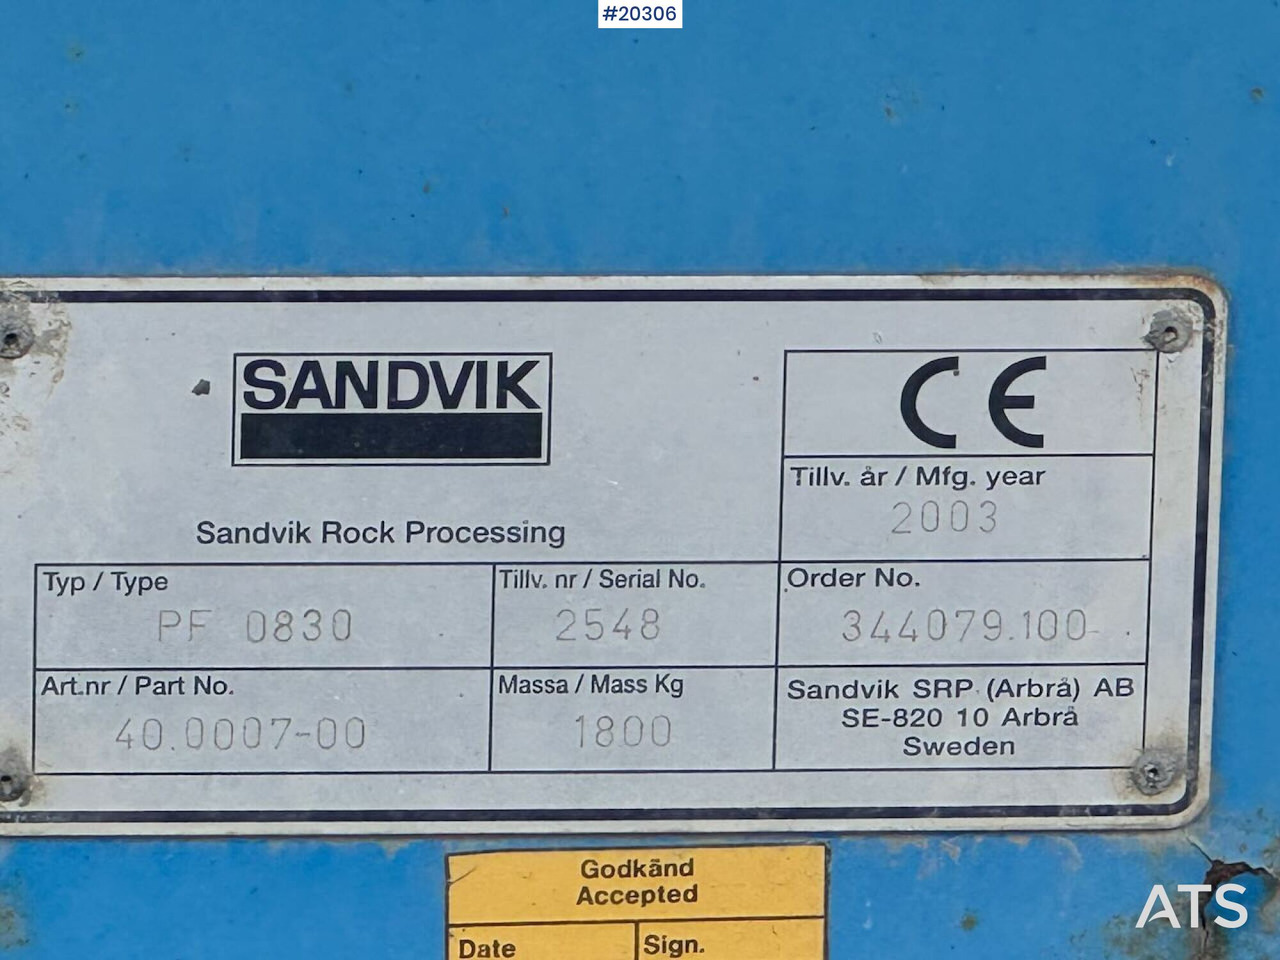 #20306
SANDVIK
CE
Tillv. år / Mfg. year
2003
Sandvik Rock Processing
Typ / Type
PF 0830
Tillv. nr / Serial No.
2548
Order No.
344079.100
Art.nr / Part No.
40.0007-00
Massa / Mass Kg
1800
Sandvik SRP (Arbrå) AB
SE-820 10 Arbrå
Sweden
Godkänd
Accepted
Date
Sign.
ATS